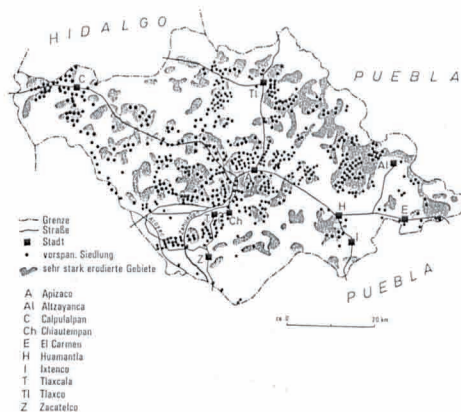 HIDALGO
PUEBLA
C
Tl
Al
A
H
E
Ch
I
Z
PUEBLA
Grenze
Straße
Stadt
vorspan. Siedlung
sehr stark erodierte Gebiete
ca. 0 20 km
A Apizaco
Al Altzayanca
C Calpulalpan
Ch Chiautempan
E El Carmen
H Huamantla
I Ixtenco
T Tlaxcala
Tl Tlaxco
Z Zacatelco